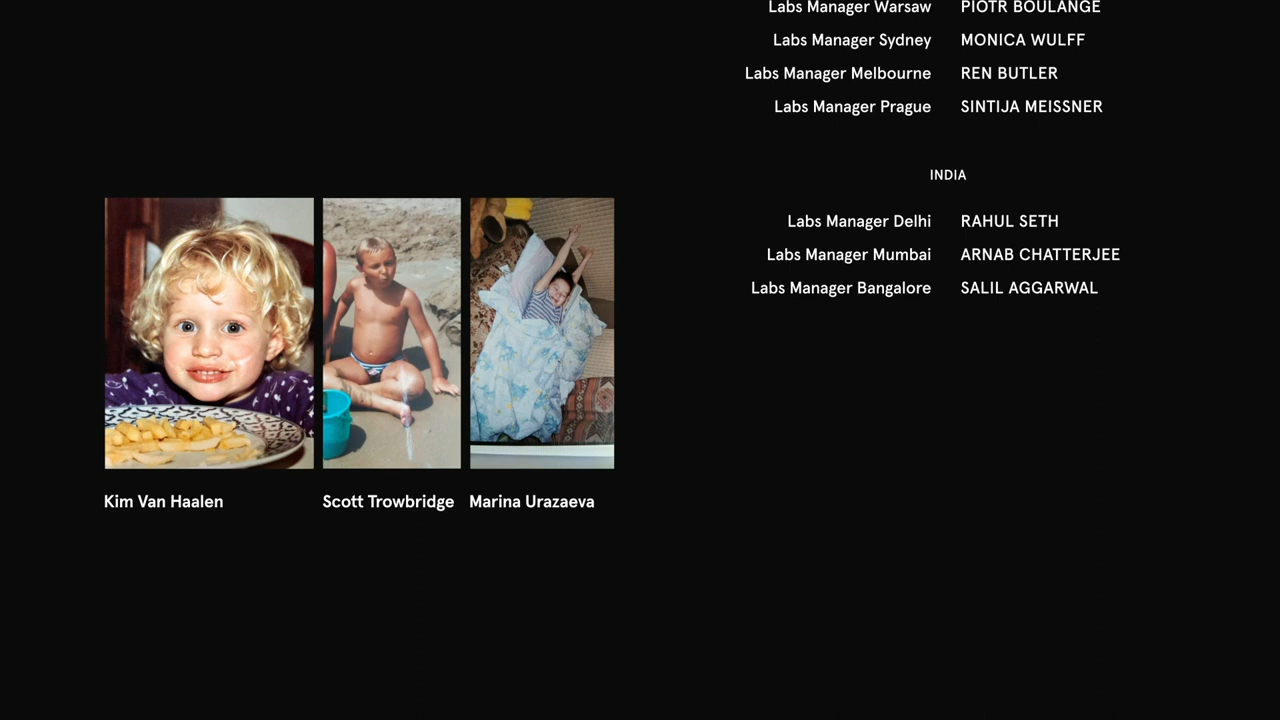 Labs Manager Warsaw PIOTR BOULANGE
Labs Manager Sydney MONICA WULFF
Labs Manager Melbourne REN BUTLER
Labs Manager Prague SINTIJA MEISSNER
INDIA
Labs Manager Delhi RAHUL SETH
Labs Manager Mumbai ARNAB CHATTERJEE
Labs Manager Bangalore SALIL AGGARWAL
Kim Van Haalen
Scott Trowbridge
Marina Urazaeva